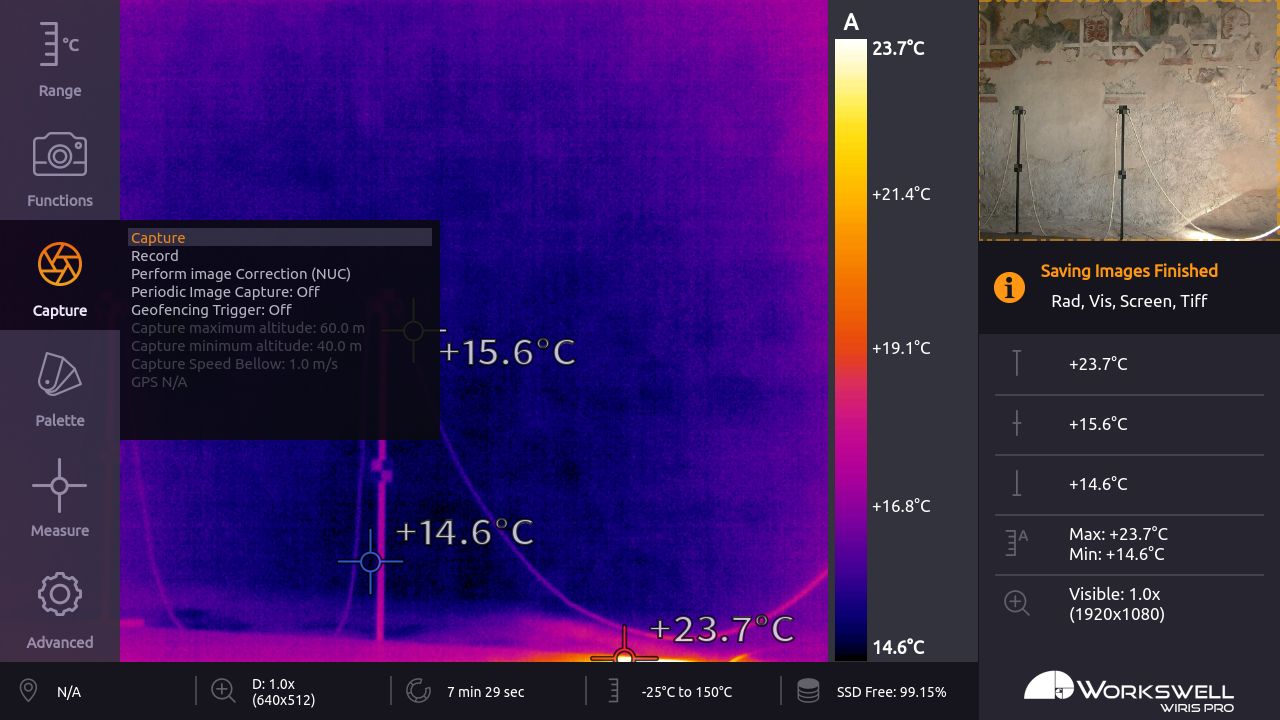 °C
Range
Functions
Capture
Palette
Measure
Advanced
Capture
Record
Perform image Correction (NUC)
Periodic Image Capture: Off
Geofencing Trigger: Off
Capture maximum altitude: 60.0 m
Capture minimum altitude: 40.0 m
Capture Speed Bellow: 1.0 m/s
GPS N/A
+15.6°C
+14.6°C
+23.7°C
A
23.7°C
+21.4°C
+19.1°C
+16.8°C
14.6°C
Saving Images Finished
Rad, Vis, Screen, Tiff
+23.7°C
+15.6°C
+14.6°C
A
Max: +23.7°C
Min: +14.6°C
Visible: 1.0x
(1920x1080)
N/A
D: 1.0x
(640x512)
7 min 29 sec
-25°C to 150°C
SSD Free: 99.15%
WORKSWELL
WIRIS PRO